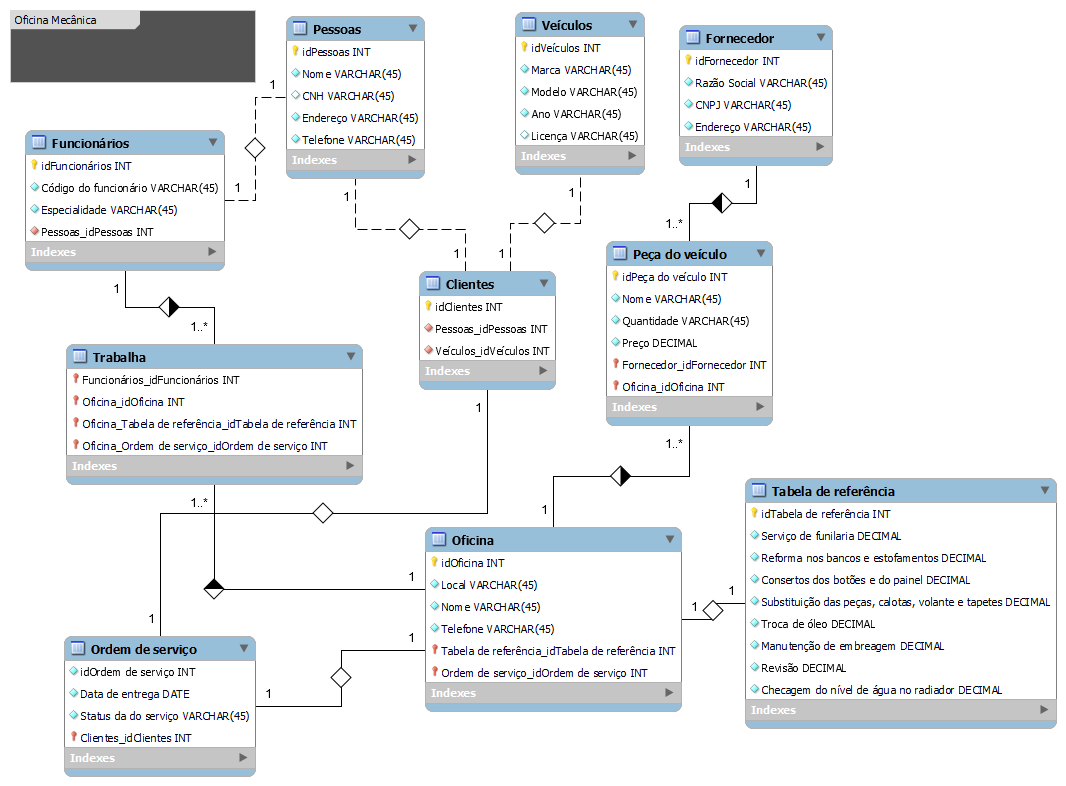 Oficina Mecânica
Pessoas
idPessoas INT
Nome VARCHAR(45)
CNH VARCHAR(45)
Endereço VARCHAR(45)
Telefone VARCHAR(45)
Indexes
Veículos
idVeículos INT
Marca VARCHAR(45)
Modelo VARCHAR(45)
Ano VARCHAR(45)
Licença VARCHAR(45)
Indexes
Fornecedor
idFornecedor INT
Razão Social VARCHAR(45)
CNPJ VARCHAR(45)
Endereço VARCHAR(45)
Indexes
1
1
Funcionários
idFuncionários INT
Código do funcionário VARCHAR(45)
Especialidade VARCHAR(45)
Pessoas_idPessoas INT
Indexes
1
1
1
1
1
1..*
Clientes
idClientes INT
Pessoas_idPessoas INT
Veículos_idVeículos INT
Indexes
Peça do veículo
idPeça do veículo INT
Nome VARCHAR(45)
Quantidade VARCHAR(45)
Preço DECIMAL
Fornecedor_idFornecedor INT
Oficina_idOficina INT
Indexes
1
1..*
Trabalha
Funcionários_idFuncionários INT
Oficina_idOficina INT
Oficina_Tabela de referência_idTabela de referência INT
Oficina_Ordem de serviço_idOrdem de serviço INT
Indexes
1
1..*
1..*
1
Tabela de referência
idTabela de referência INT
Serviço de funilaria DECIMAL
Reforma nos bancos e estofamentos DECIMAL
Consertos dos botões e do painel DECIMAL
Substituição das peças, calotas, volante e tapetes DECIMAL
Troca de óleo DECIMAL
Manutenção de embreagem DECIMAL
Revisão DECIMAL
Checagem do nível de água no radiador DECIMAL
Indexes
Oficina
idOficina INT
Local VARCHAR(45)
Nome VARCHAR(45)
Telefone VARCHAR(45)
Tabela de referência_idTabela de referência INT
Ordem de serviço_idOrdem de serviço INT
Indexes
1
1
1
1
1
1
Ordem de serviço
idOrdem de serviço INT
Data de entrega DATE
Status da do serviço VARCHAR(45)
Clientes_idClientes INT
Indexes